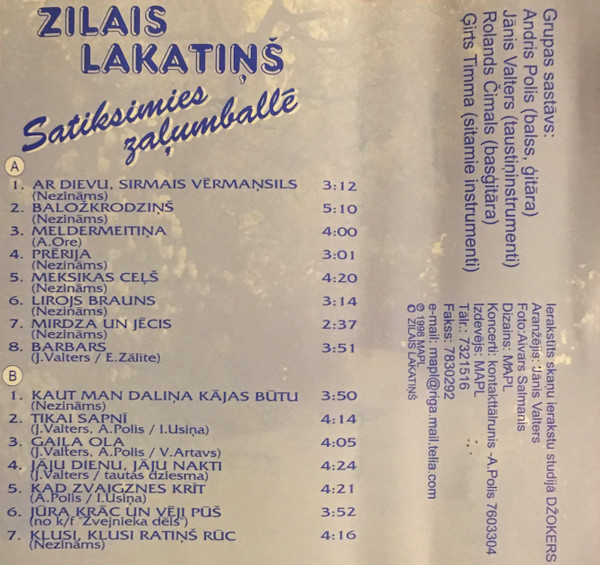 ZILAIS
LAKATIŅŠ
Satiksimies
zaļumballē
A
1. AR DIEVU, SIRMAIS VĒRMAŅSILS 3:12
(Nezināms)
2. BALOŽKRODZIŅŠ 5:10
(Nezināms)
3. MELDERMEITIŅA 4:00
(A.Ore)
4. PRĒRIJA 3:01
(Nezināms)
5. MEKSIKAS CEĻŠ 4:20
(Nezināms)
6. LIROJS BRAUNS 3:14
(Nezināms)
7. MIRDZA UN JĒCIS 2:37
(Nezināms)
8. BARBARS 3:51
(J.Valters / E.Zālīte)
B
1. KAUT MAN DALIŅA KĀJAS BŪTU 3:50
(Nezināms)
2. TIKAI SAPNĪ 4:14
(J.Valters, A.Polis / I.Usiņa)
3. GAIĻA OLA 4:05
(J.Valters, A.Polis / V.Artavs)
4. JĀJU DIENU, JĀJU NAKTI 4:24
(J.Valters / tautas dziesma)
5. KAD ZVAIGZNES KRĪT 4:21
(A.Polis / I.Usiņa)
6. JŪRA KRĀC UN VĒJI PŪŠ 3:52
(no k/f "Zvejnieka dēls")
7. KLUSI, KLUSI RATIŅŠ RŪC 4:16
(Nezināms)
Grupas sastāvs:
Andris Polis (balss, ģitāra)
Jānis Valters (taustiņinstrumenti)
Rolands Čimals (basģitāra)
Ģirts Timma (sitamie instrumenti)
Ierakstīts skaņu ierakstu studijā DŽOKERS
Aranžējis: Jānis Valters
Foto:Aivars Salmanis
Dizains: MAPL
Koncerti: kontakttālrunis -A.Polis 7603304
Izdevējs: MAPL
Tālr.: 7321516
Fakss: 7830292
e-mail: mapl@riga.mail.telia.com
℗ 1998 MAPL
© ZILAIS LAKATIŅŠ